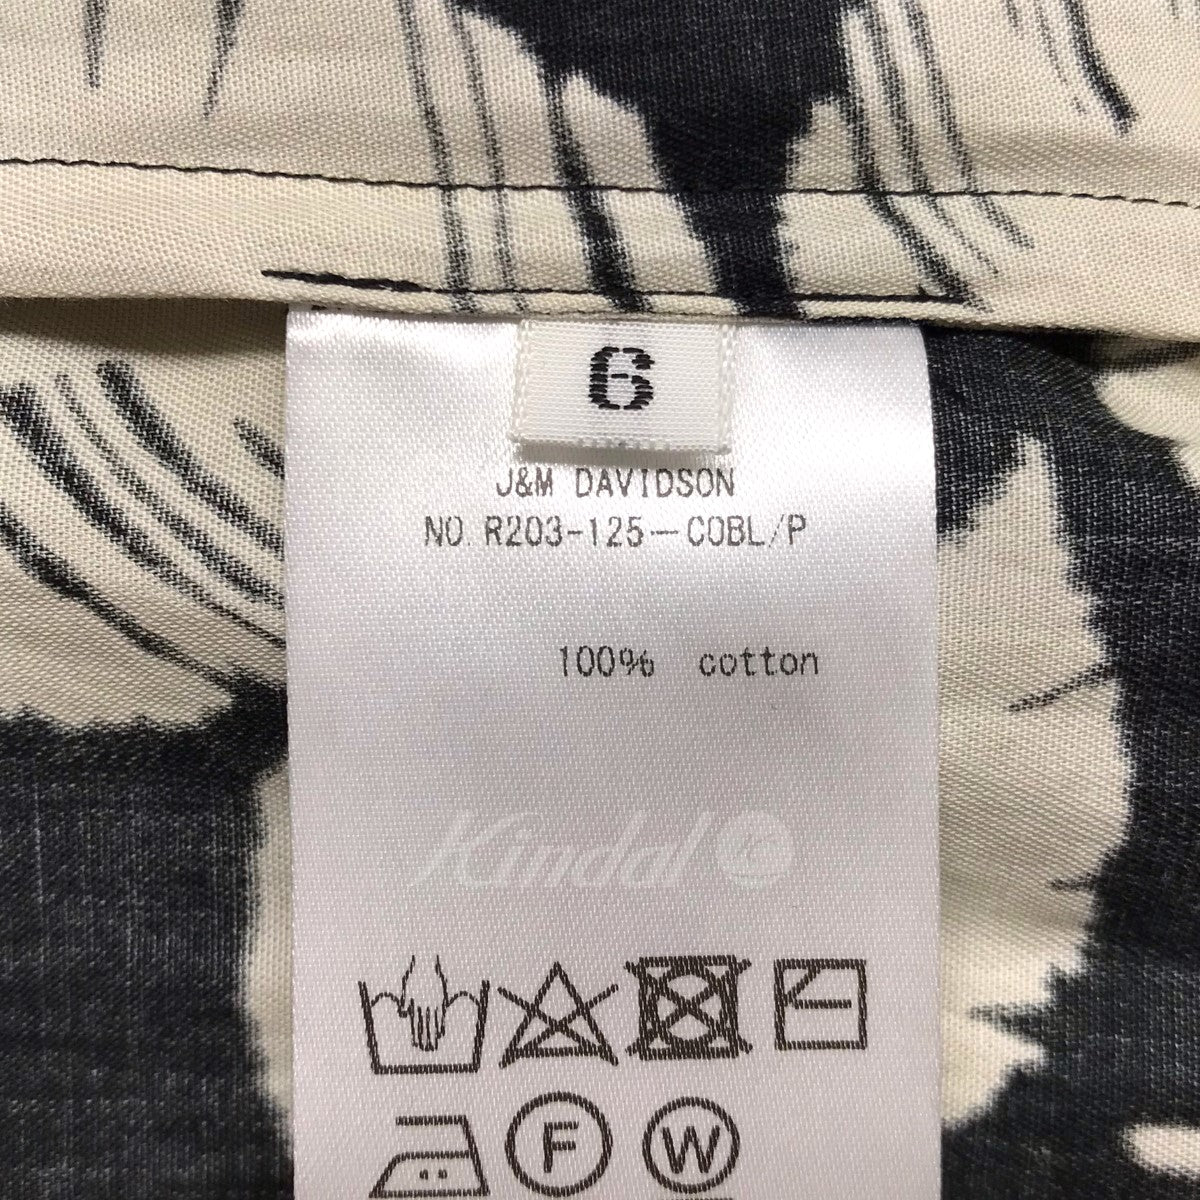 6
J&M DAVIDSON
NO. R203-125-COBL/P
100% cotton
Kindal K
F W